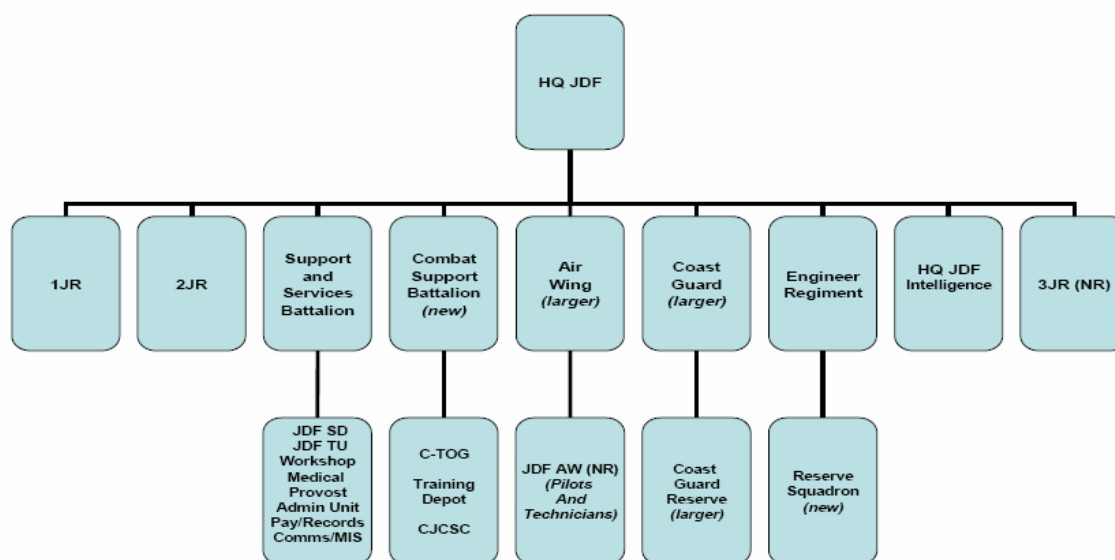 HQ JDF
1JR
2JR
Support
and
Services
Battalion
Combat
Support
Battalion
(new)
Air
Wing
(larger)
Coast
Guard
(larger)
Engineer
Regiment
HQ JDF
Intelligence
3JR (NR)
JDF SD
JDF TU
Workshop
Medical
Provost
Admin Unit
Pay/Records
Comms/MIS
C-TOG
Training
Depot
CJCSC
JDF AW (NR)
(Pilots
And
Technicians)
Coast
Guard
Reserve
(larger)
Reserve
Squadron
(new)